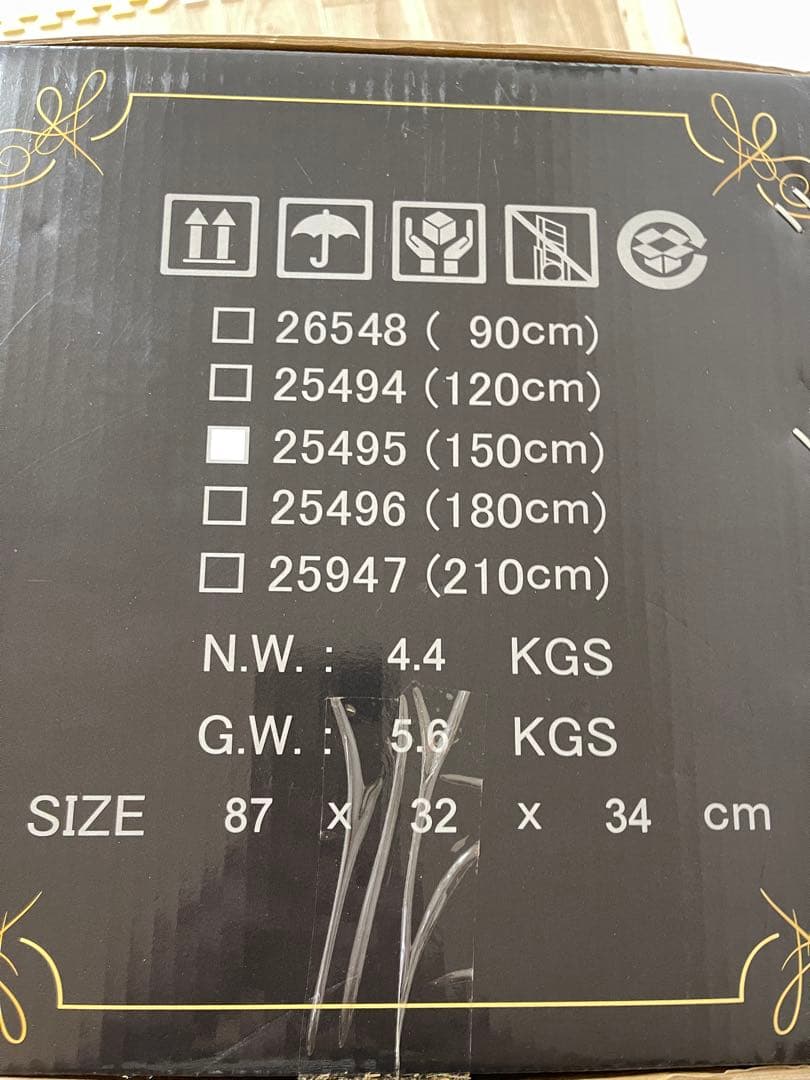 26548 ( 90cm)
25494 (120cm)
25495 (150cm)
25496 (180cm)
25947 (210cm)
N.W. : 4.4 KGS
G.W. : 5.6 KGS
SIZE 87 x 32 x 34 cm